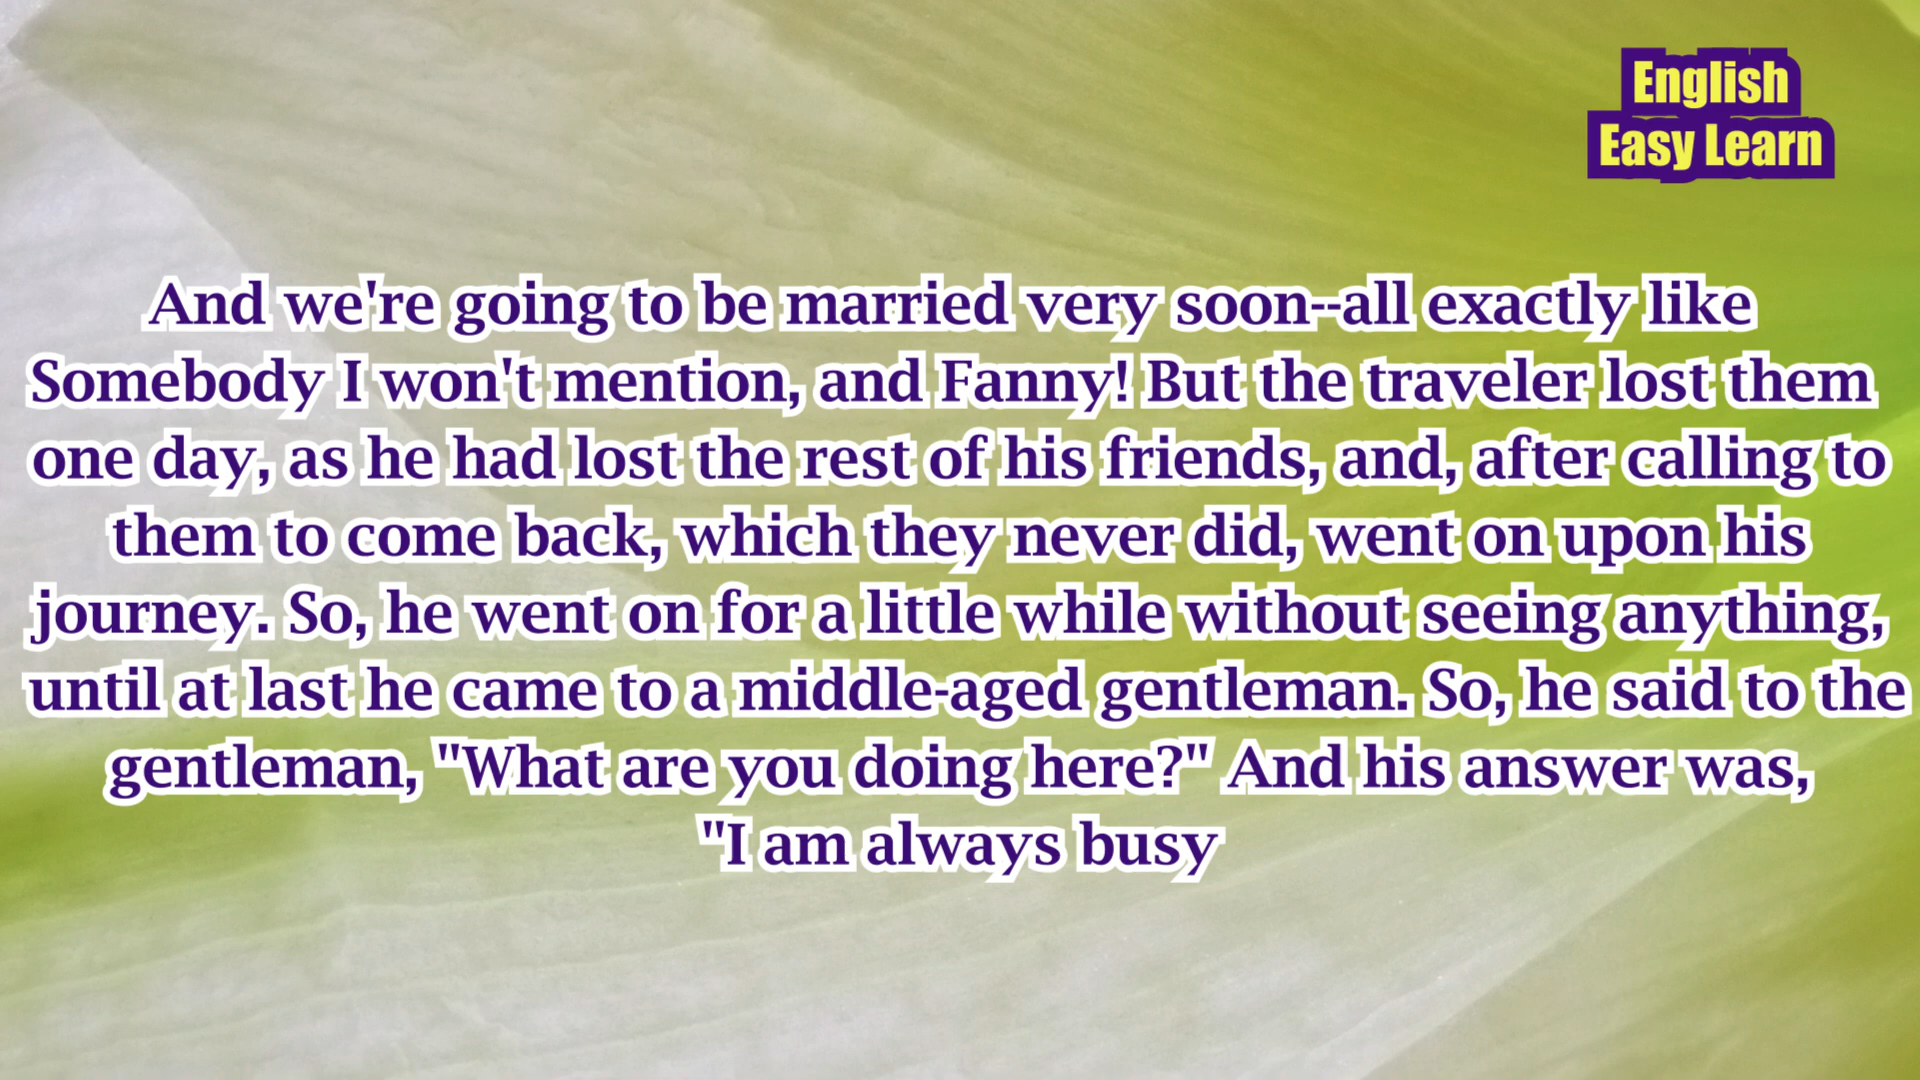 English
Easy Learn
And we're going to be married very soon--all exactly like
Somebody I won't mention, and Fanny! But the traveler lost them
one day, as he had lost the rest of his friends, and, after calling to
them to come back, which they never did, went on upon his
journey. So, he went on for a little while without seeing anything,
until at last he came to a middle-aged gentleman. So, he said to the
gentleman, "What are you doing here?" And his answer was,
"I am always busy